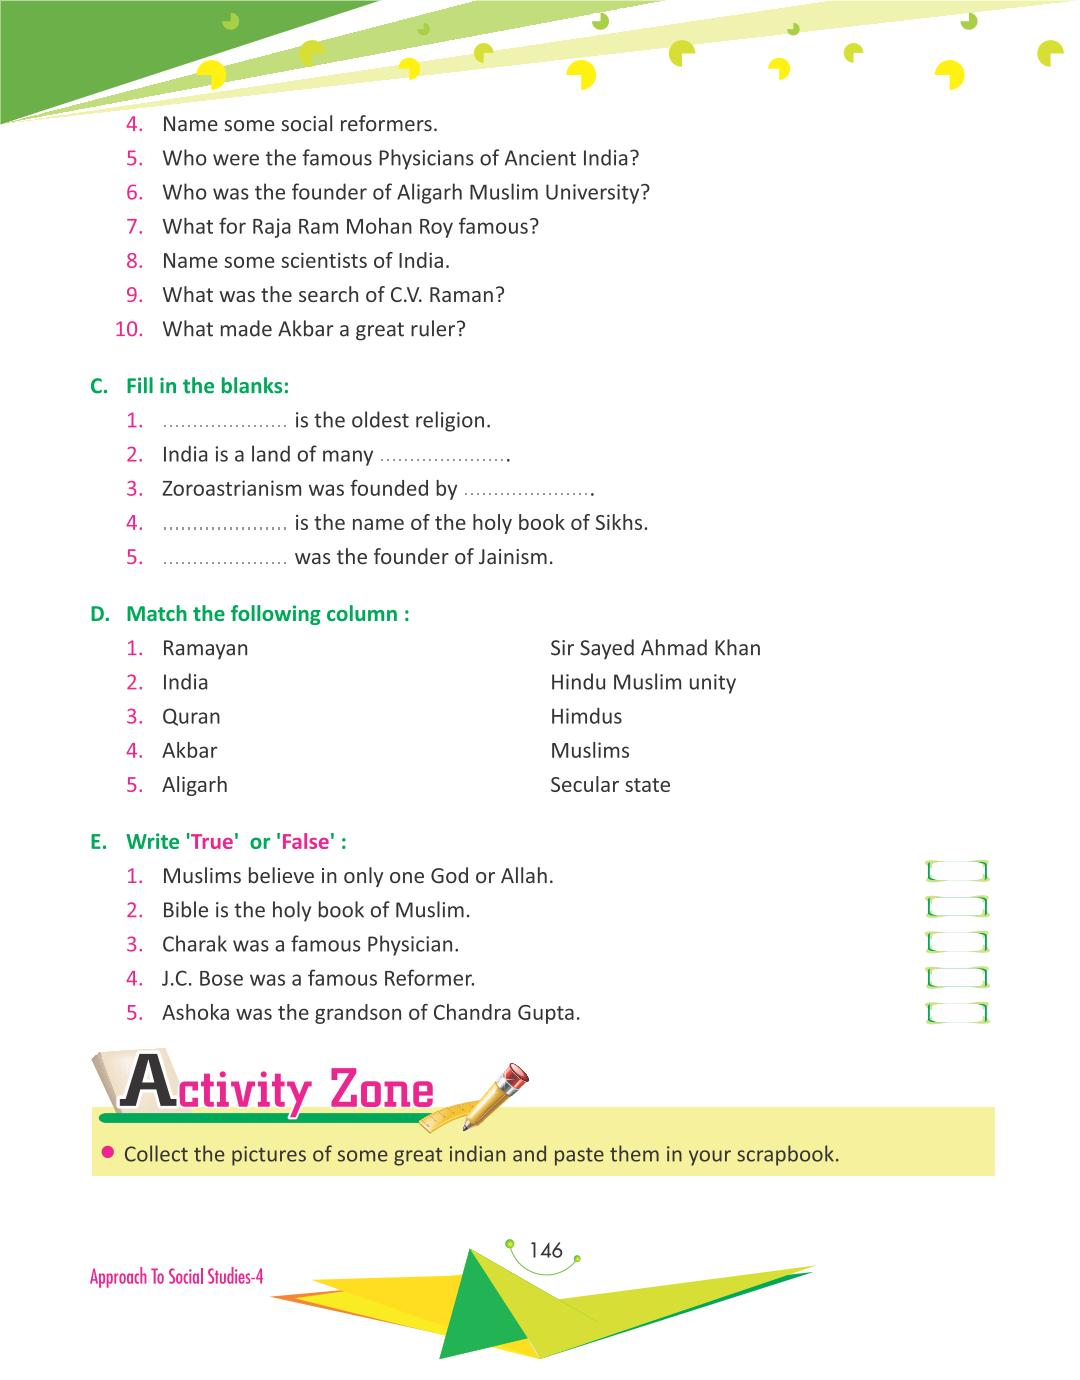 4. Name some social reformers.
5. Who were the famous Physicians of Ancient India?
6. Who was the founder of Aligarh Muslim University?
7. What for Raja Ram Mohan Roy famous?
8. Name some scientists of India.
9. What was the search of C.V. Raman?
10. What made Akbar a great ruler?
C. Fill in the blanks:
1. ..................... is the oldest religion.
2. India is a land of many ......................
3. Zoroastrianism was founded by ......................
4. ..................... is the name of the holy book of Sikhs.
5. ..................... was the founder of Jainism.
D. Match the following column :
1. Ramayan Sir Sayed Ahmad Khan
2. India Hindu Muslim unity
3. Quran Himdus
4. Akbar Muslims
5. Aligarh Secular state
E. Write 'True' or 'False' :
1. Muslims believe in only one God or Allah.
2. Bible is the holy book of Muslim.
3. Charak was a famous Physician.
4. J.C. Bose was a famous Reformer.
5. Ashoka was the grandson of Chandra Gupta.
Activity Zone
● Collect the pictures of some great indian and paste them in your scrapbook.
146
Approach To Social Studies-4